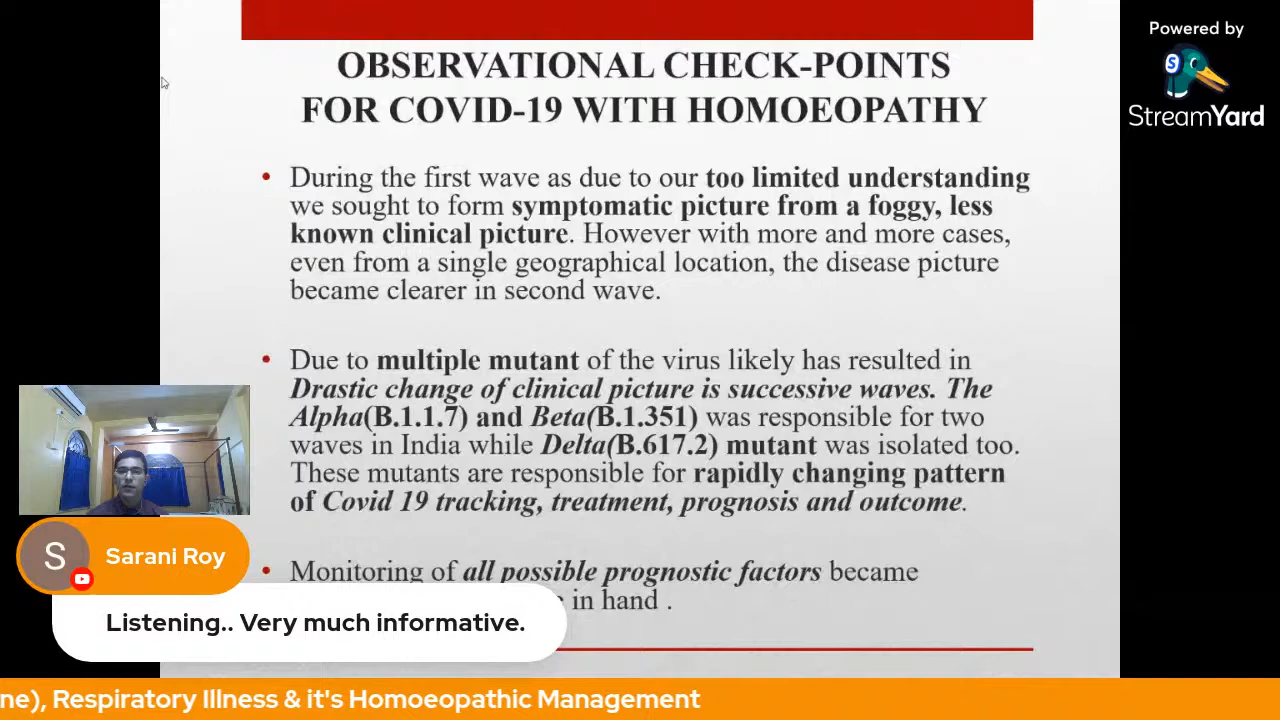 Powered by
StreamYard
OBSERVATIONAL CHECK-POINTS
FOR COVID-19 WITH HOMOEOPATHY
• During the first wave as due to our too limited understanding
we sought to form symptomatic picture from a foggy, less
known clinical picture. However with more and more cases,
even from a single geographical location, the disease picture
became clearer in second wave.
• Due to multiple mutant of the virus likely has resulted in
Drastic change of clinical picture is successive waves. The
Alpha(B.1.1.7) and Beta(B.1.351) was responsible for two
waves in India while Delta(B.617.2) mutant was isolated too.
These mutants are responsible for rapidly changing pattern
of Covid 19 tracking, treatment, prognosis and outcome.
• Monitoring of all possible prognostic factors became
in hand .
S
Sarani Roy
Listening.. Very much informative.
ne), Respiratory Illness & it's Homoeopathic Management